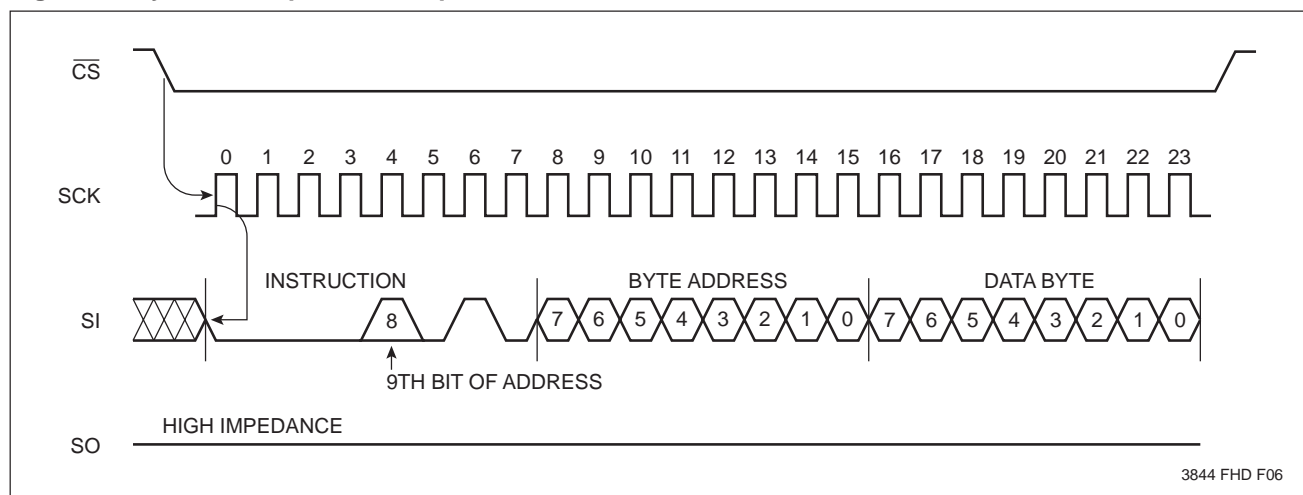 CS
0 1 2 3 4 5 6 7 8 9 10 11 12 13 14 15 16 17 18 19 20 21 22 23
SCK
INSTRUCTION BYTE ADDRESS DATA BYTE
SI 8 7 6 5 4 3 2 1 0 7 6 5 4 3 2 1 0
9TH BIT OF ADDRESS
HIGH IMPEDANCE
SO
3844 FHD F06